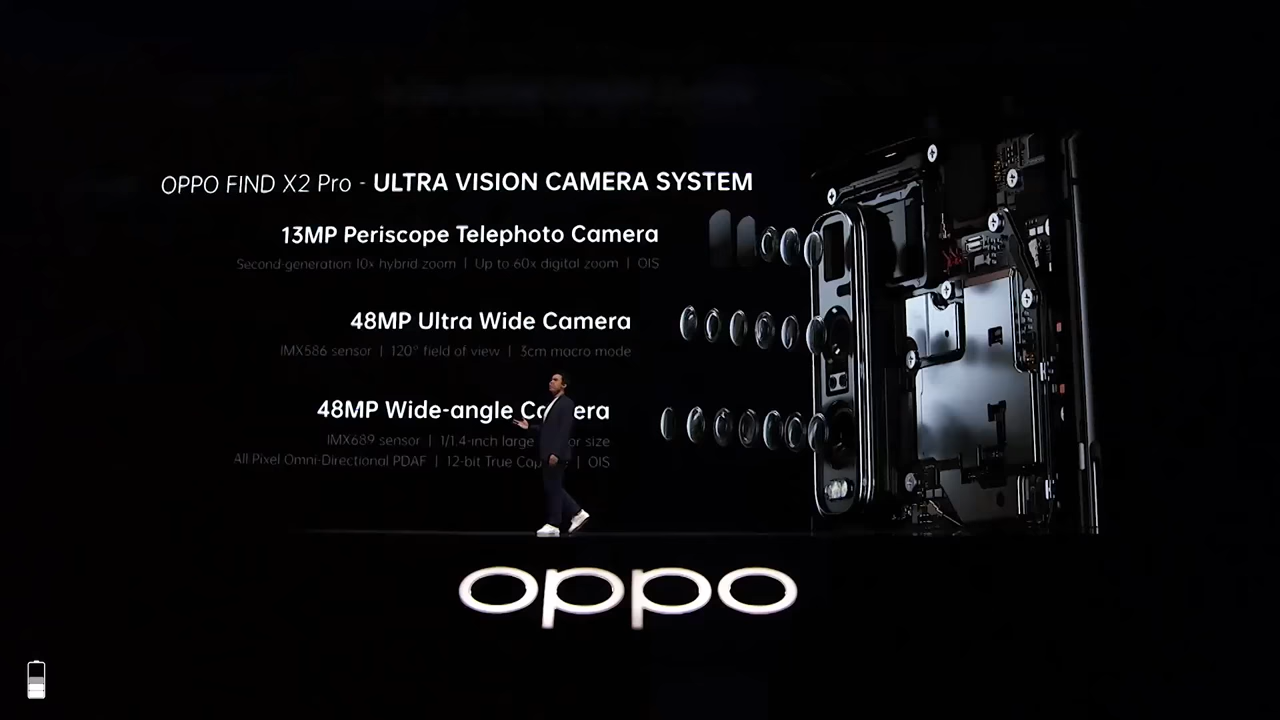 OPPO FIND X2 Pro - ULTRA VISION CAMERA SYSTEM
13MP Periscope Telephoto Camera
Second-generation 10x hybrid zoom | Up to 60x digital zoom | OIS
48MP Ultra Wide Camera
IMX586 sensor | 120° field of view | 3cm macro mode
48MP Wide-angle
IMX689 sensor | 1/1.4-inch large size
All Pixel Omni-Directional PDAF | 12-bit True | OIS
oppo